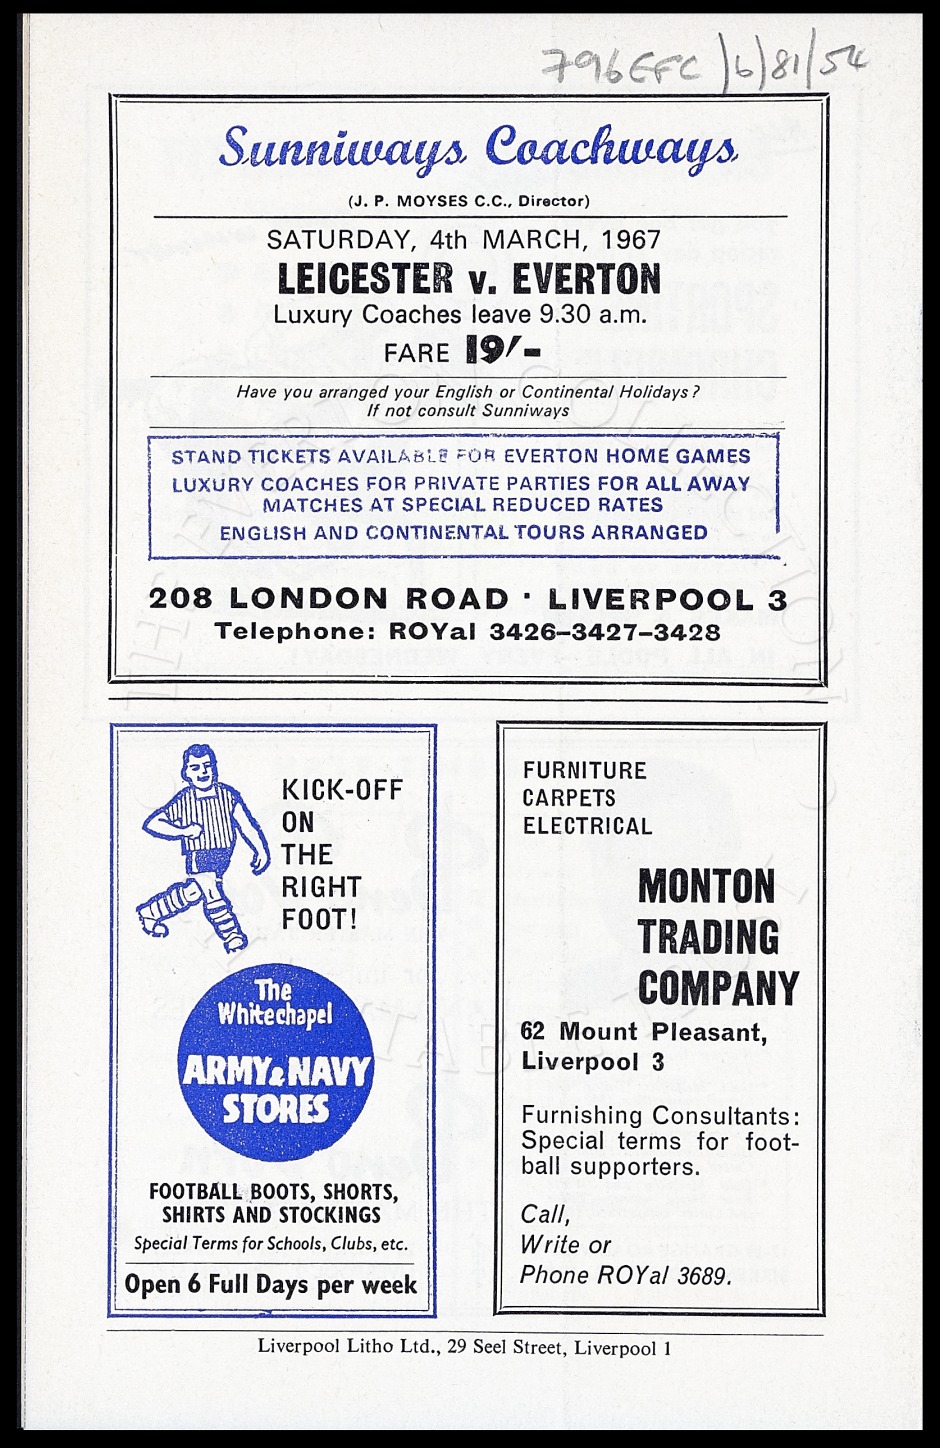 796EFC/6/81/54
Sunniways Coachways
(J. P. MOYSES C.C., Director)
SATURDAY, 4th MARCH, 1967
LEICESTER v. EVERTON
Luxury Coaches leave 9.30 a.m.
FARE 19/-
Have you arranged your English or Continental Holidays?
If not consult Sunniways
STAND TICKETS AVAILABLE FOR EVERTON HOME GAMES
LUXURY COACHES FOR PRIVATE PARTIES FOR ALL AWAY
MATCHES AT SPECIAL REDUCED RATES
ENGLISH AND CONTINENTAL TOURS ARRANGED
208 LONDON ROAD · LIVERPOOL 3
Telephone: ROYal 3426–3427–3428
KICK-OFF
ON
THE
RIGHT
FOOT!
The
Whitechapel
ARMY & NAVY
STORES
FOOTBALL BOOTS, SHORTS,
SHIRTS AND STOCKINGS
Special Terms for Schools, Clubs, etc.
Open 6 Full Days per week
FURNITURE
CARPETS
ELECTRICAL
MONTON
TRADING
COMPANY
62 Mount Pleasant,
Liverpool 3
Furnishing Consultants:
Special terms for foot-
ball supporters.
Call,
Write or
Phone ROYal 3689.
Liverpool Litho Ltd., 29 Seel Street, Liverpool 1